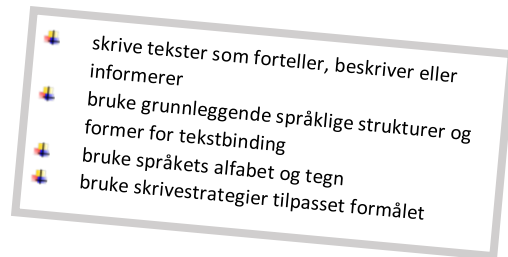 skrive tekster som forteller, beskriver eller
informerer
bruke grunnleggende språklige strukturer og
former for tekstbinding
bruke språkets alfabet og tegn
bruke skrivestrategier tilpasset formålet